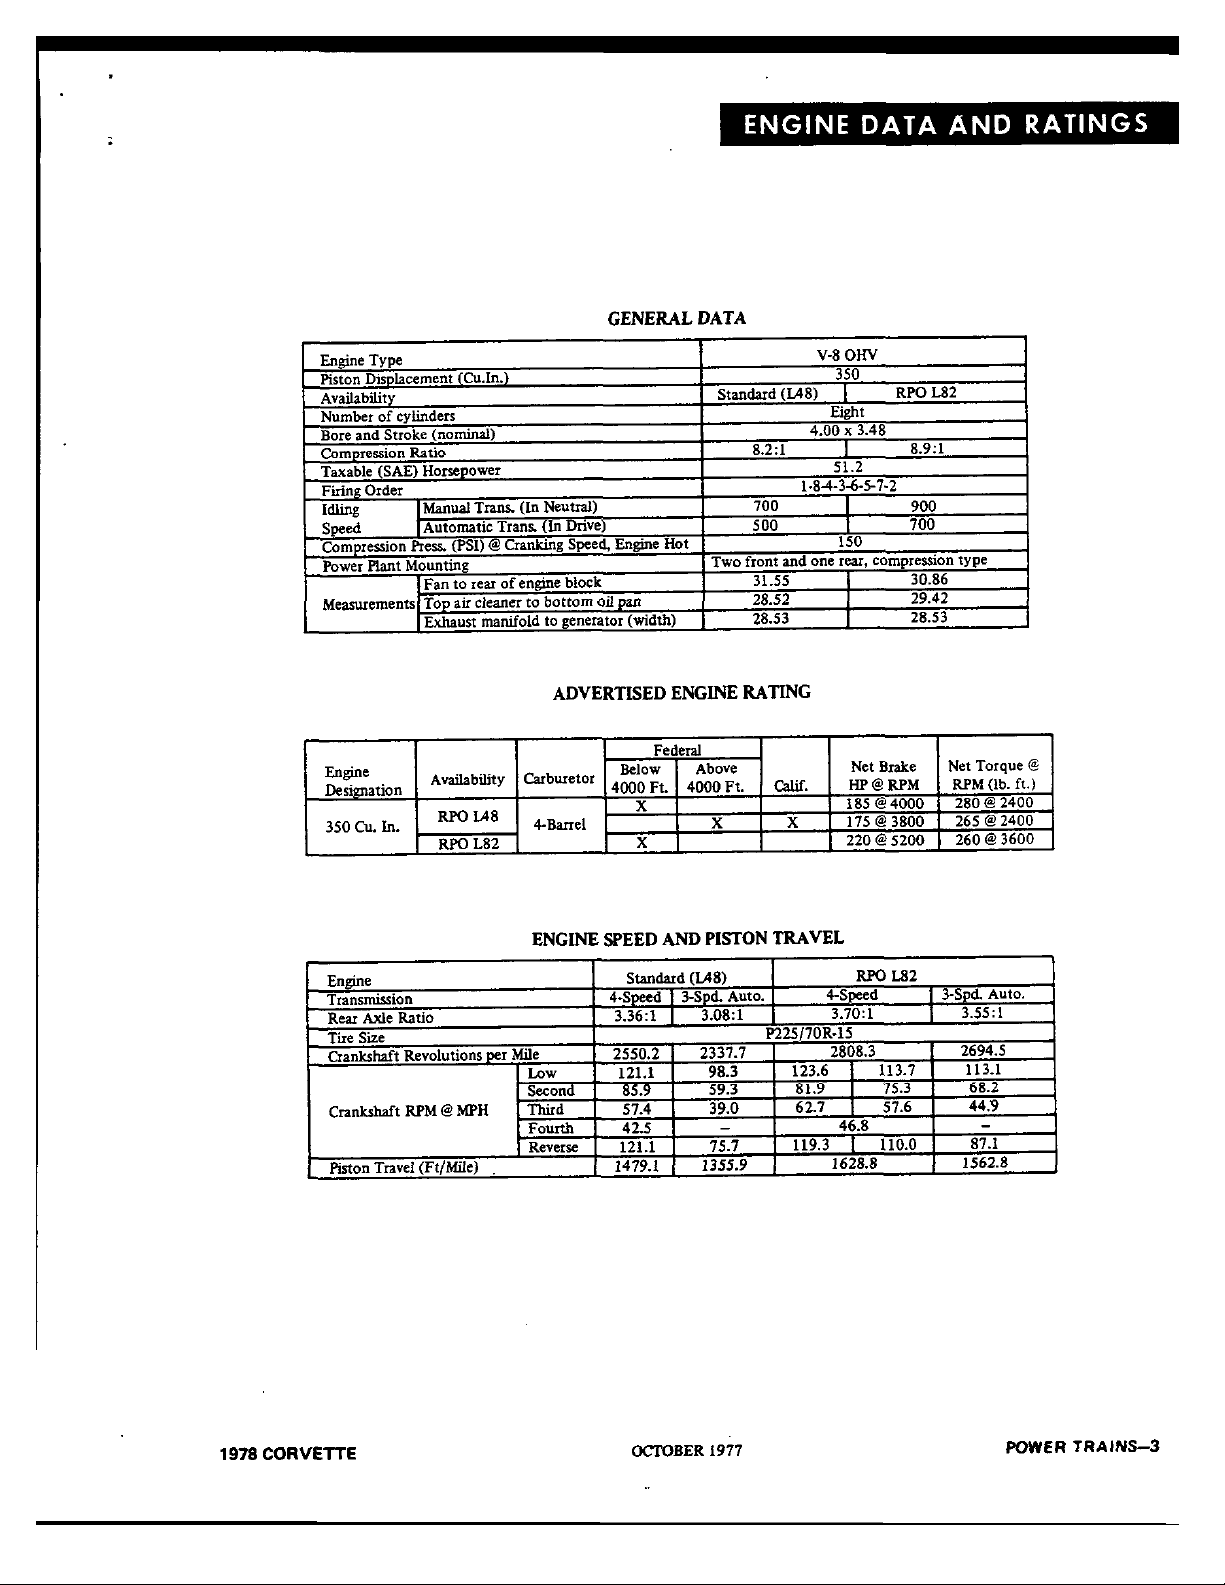 ENGINE DATA AND RATINGS
GENERAL DATA
Engine Type V-8 OHV
Piston Displacement (Cu.In.) 350
Availability Standard (L48) RPO L82
Number of cylinders Eight
Bore and Stroke (nominal) 4.00 x 3.48
Compression Ratio 8.2:1 8.9:1
Taxable (SAE) Horsepower 51.2
Firing Order 1-8-4-3-6-5-7-2
Idling Manual Trans. (In Neutral) 700 900
Speed Automatic Trans. (In Drive) 500 700
Compression Press. (PSI) @ Cranking Speed, Engine Hot 150
Power Plant Mounting Two front and one rear, compression type
Fan to rear of engine block 31.55 30.86
Measurements Top air cleaner to bottom oil pan 28.52 29.42
Exhaust manifold to generator (width) 28.53 28.53
ADVERTISED ENGINE RATING
Federal
Engine Availability Carburetor Below Above Calif. Net Brake Net Torque @
Designation 4000 Ft. 4000 Ft. HP @ RPM RPM (lb. ft.)
X 185 @ 4000 280 @ 2400
350 Cu. In. RPO L48 4-Barrel X X 175 @ 3800 265 @ 2400
RPO L82 X 220 @ 5200 260 @ 3600
ENGINE SPEED AND PISTON TRAVEL
Engine Standard (L48) RPO L82
Transmission 4-Speed 3-Spd. Auto. 4-Speed 3-Spd. Auto.
Rear Axle Ratio 3.36:1 3.08:1 3.70:1 3.55:1
Tire Size P225/70R-15
Crankshaft Revolutions per Mile 2550.2 2337.7 2808.3 2694.5
Low 121.1 98.3 123.6 113.7 113.1
Second 85.9 59.3 81.9 75.3 68.2
Crankshaft RPM @ MPH Third 57.4 39.0 62.7 57.6 44.9
Fourth 42.5 – 46.8 –
Reverse 121.1 75.7 119.3 110.0 87.1
Piston Travel (Ft/Mile) 1479.1 1355.9 1628.8 1562.8
1978 CORVETTE OCTOBER 1977 POWER TRAINS–3